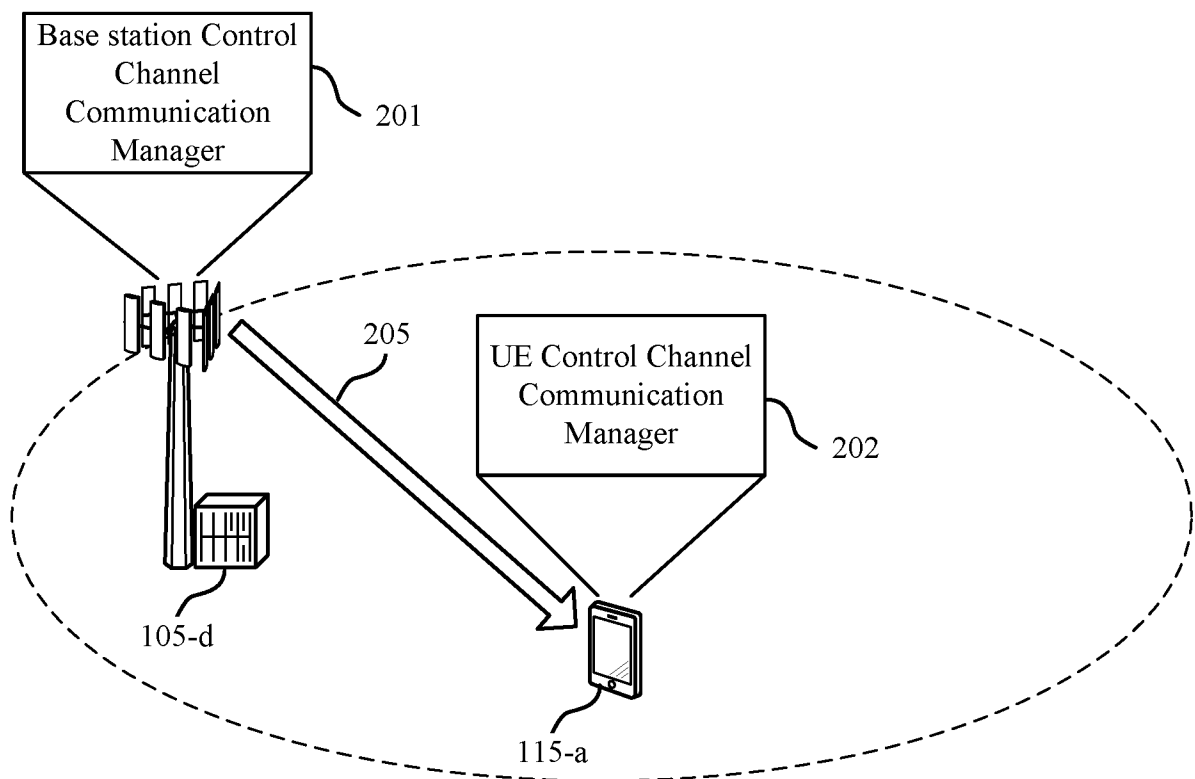 Base station Control
Channel
Communication
Manager
201
205
UE Control Channel
Communication
Manager
202
105-d
115-a